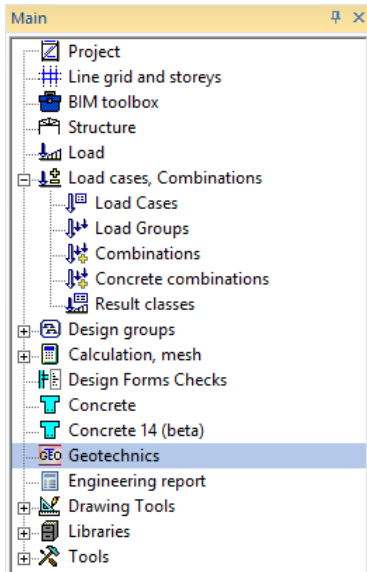 Main
Project
Line grid and storeys
BIM toolbox
Structure
Load
Load cases, Combinations
Load Cases
Load Groups
Combinations
Concrete combinations
Result classes
Design groups
Calculation, mesh
Design Forms Checks
Concrete
Concrete 14 (beta)
GEO Geotechnics
Engineering report
Drawing Tools
Libraries
Tools